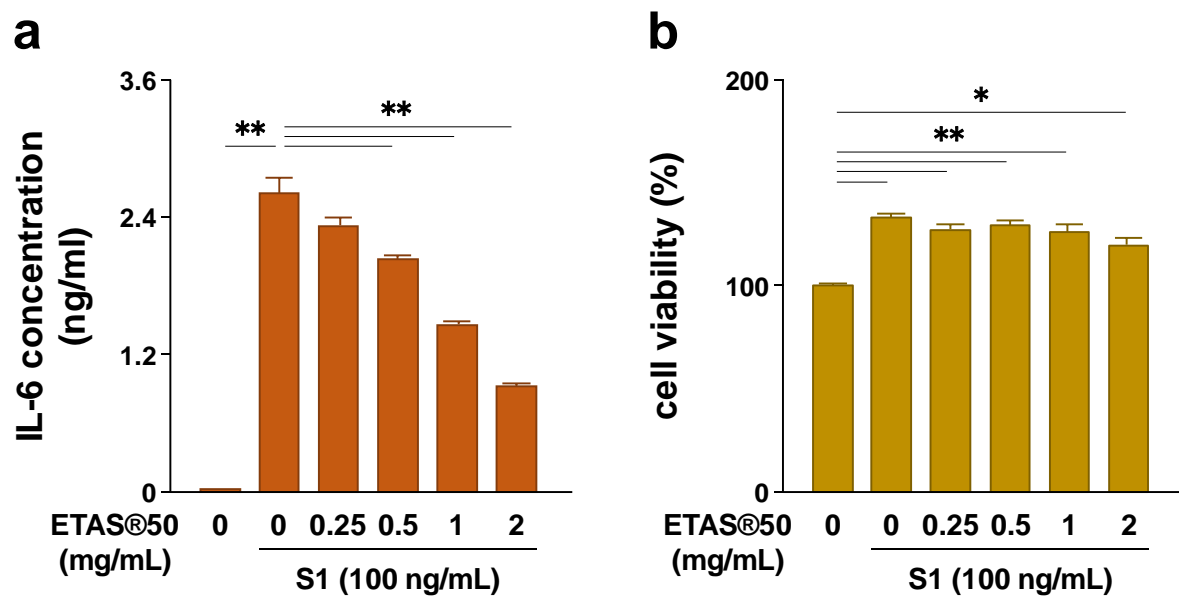 a
IL-6 concentration
(ng/ml)
3.6
2.4
1.2
0
** **
ETAS®50
(mg/mL)
0 0 0.25 0.5 1 2
S1 (100 ng/mL)
b
cell viability (%)
200
100
0
*
**
ETAS®50
(mg/mL)
0 0 0.25 0.5 1 2
S1 (100 ng/mL)